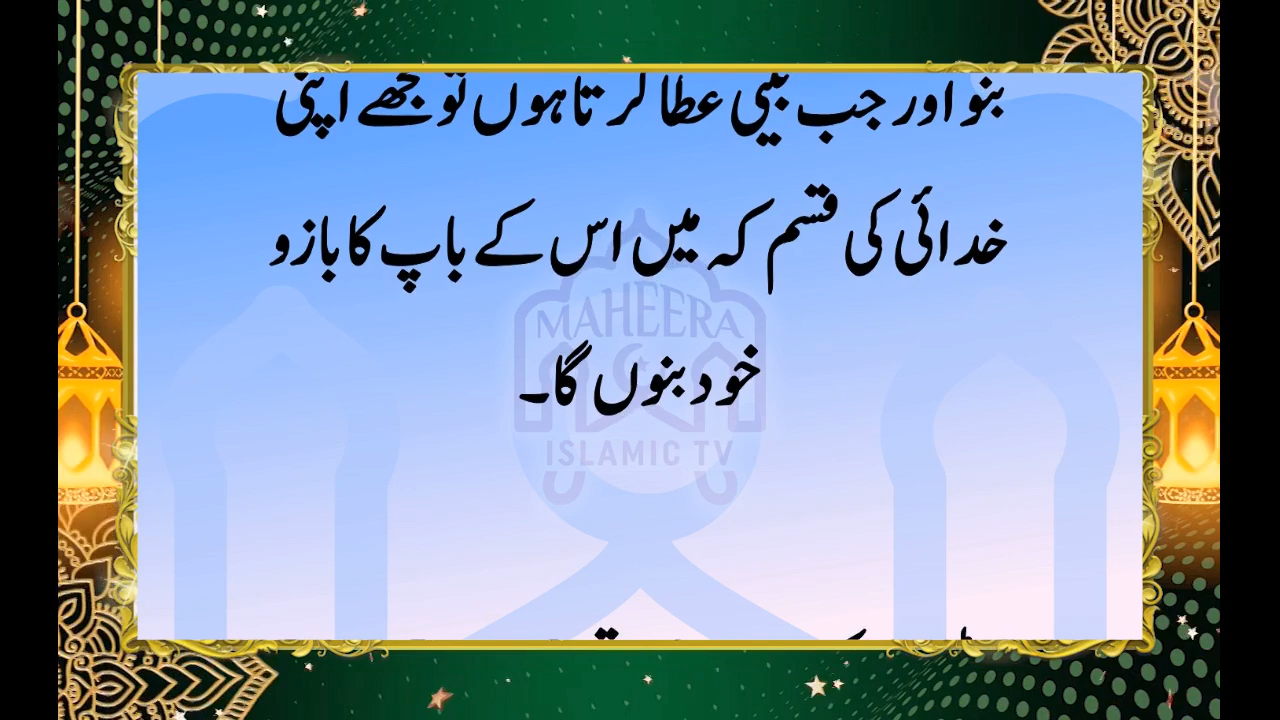 بنو اور جب بیٹی عطا کرتا ہوں تو مجھے اپنی
خدائی کی قسم کہ میں اس کے باپ کا بازو
خود بنوں گا۔
MAHEERA
ISLAMIC TV